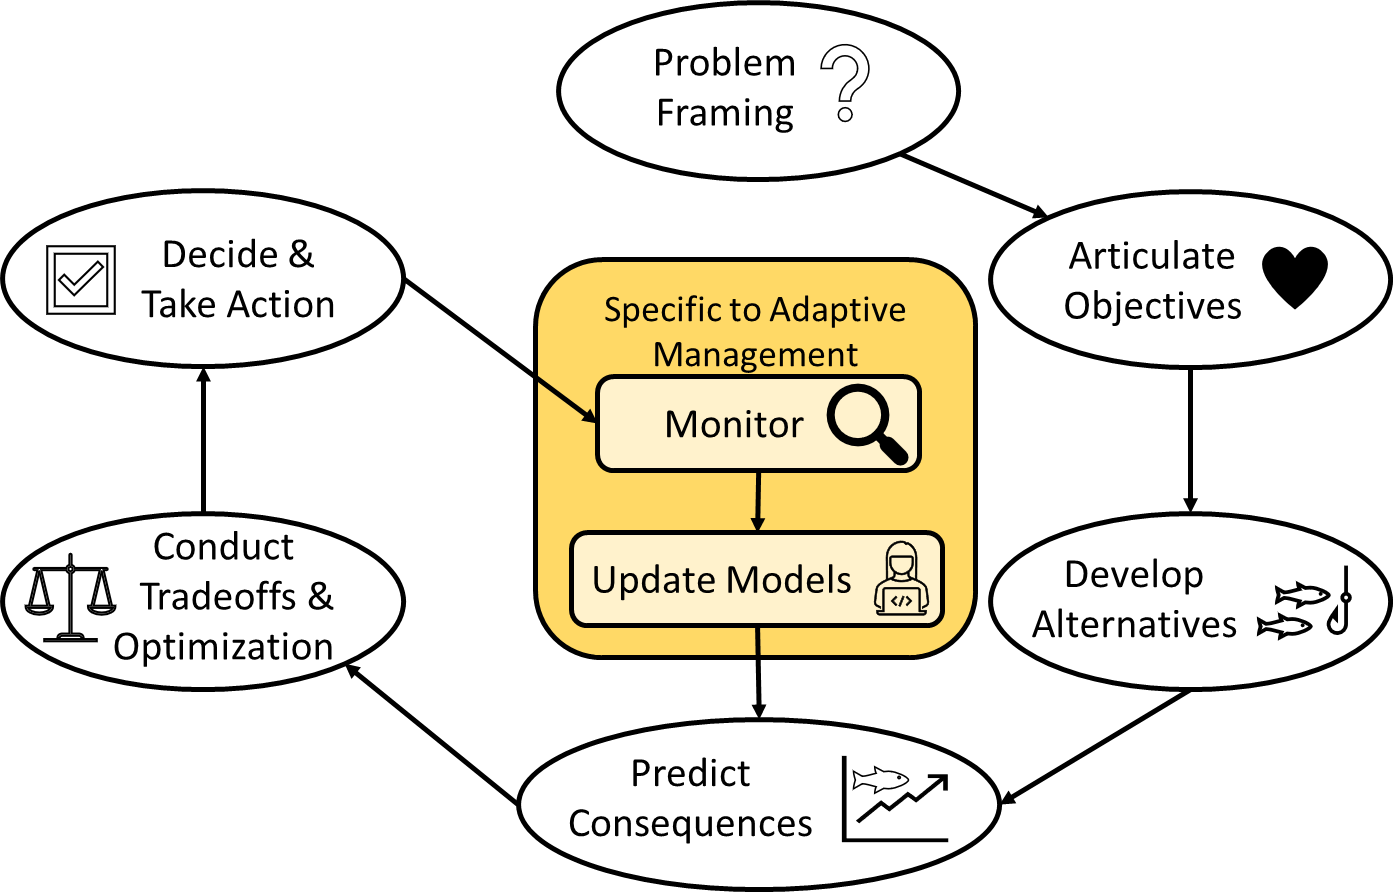 Problem
Framing
Articulate
Objectives
Develop
Alternatives
Predict
Consequences
Conduct
Tradeoffs &
Optimization
Decide &
Take Action
Specific to Adaptive
Management
Monitor
Update Models
</>